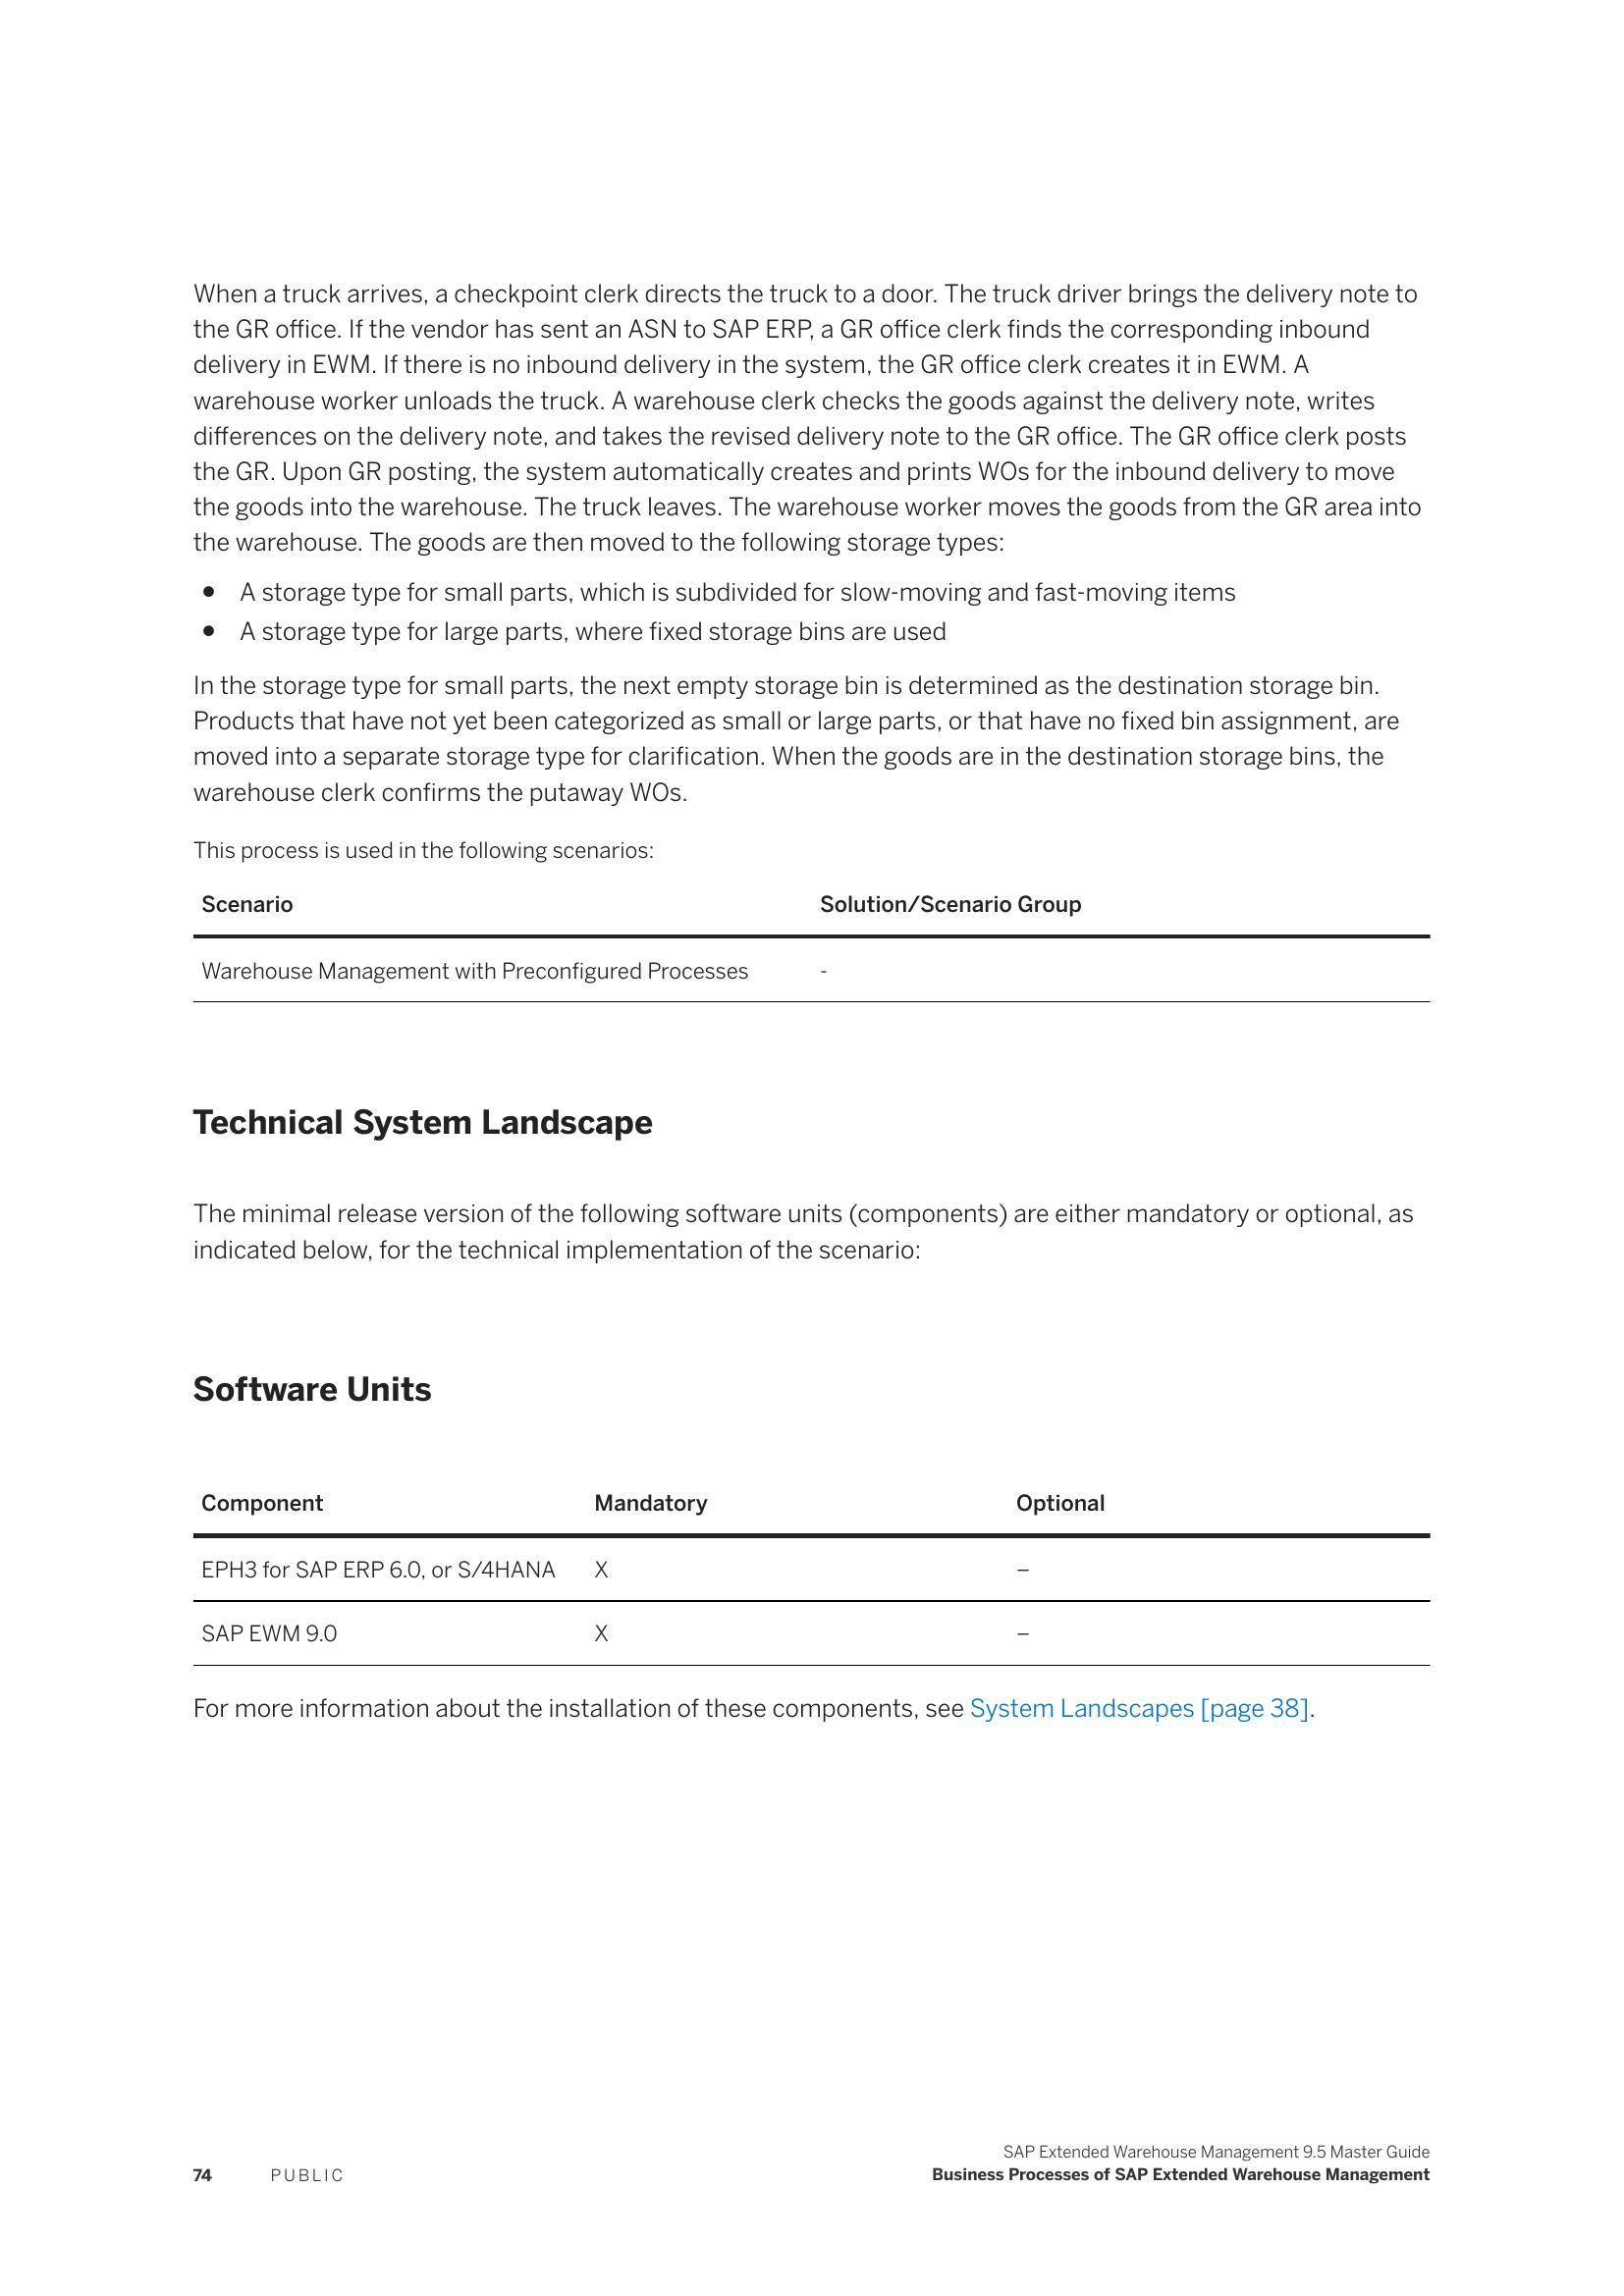 When a truck arrives, a checkpoint clerk directs the truck to a door. The truck driver brings the delivery note to
the GR office. If the vendor has sent an ASN to SAP ERP, a GR office clerk finds the corresponding inbound
delivery in EWM. If there is no inbound delivery in the system, the GR office clerk creates it in EWM. A
warehouse worker unloads the truck. A warehouse clerk checks the goods against the delivery note, writes
differences on the delivery note, and takes the revised delivery note to the GR office. The GR office clerk posts
the GR. Upon GR posting, the system automatically creates and prints WOs for the inbound delivery to move
the goods into the warehouse. The truck leaves. The warehouse worker moves the goods from the GR area into
the warehouse. The goods are then moved to the following storage types:
● A storage type for small parts, which is subdivided for slow-moving and fast-moving items
● A storage type for large parts, where fixed storage bins are used
In the storage type for small parts, the next empty storage bin is determined as the destination storage bin.
Products that have not yet been categorized as small or large parts, or that have no fixed bin assignment, are
moved into a separate storage type for clarification. When the goods are in the destination storage bins, the
warehouse clerk confirms the putaway WOs.
This process is used in the following scenarios:
Scenario Solution/Scenario Group
Warehouse Management with Preconfigured Processes -
Technical System Landscape
The minimal release version of the following software units (components) are either mandatory or optional, as
indicated below, for the technical implementation of the scenario:
Software Units
Component Mandatory Optional
EPH3 for SAP ERP 6.0, or S/4HANA X –
SAP EWM 9.0 X –
For more information about the installation of these components, see System Landscapes [page 38].
SAP Extended Warehouse Management 9.5 Master Guide
74 PUBLIC Business Processes of SAP Extended Warehouse Management